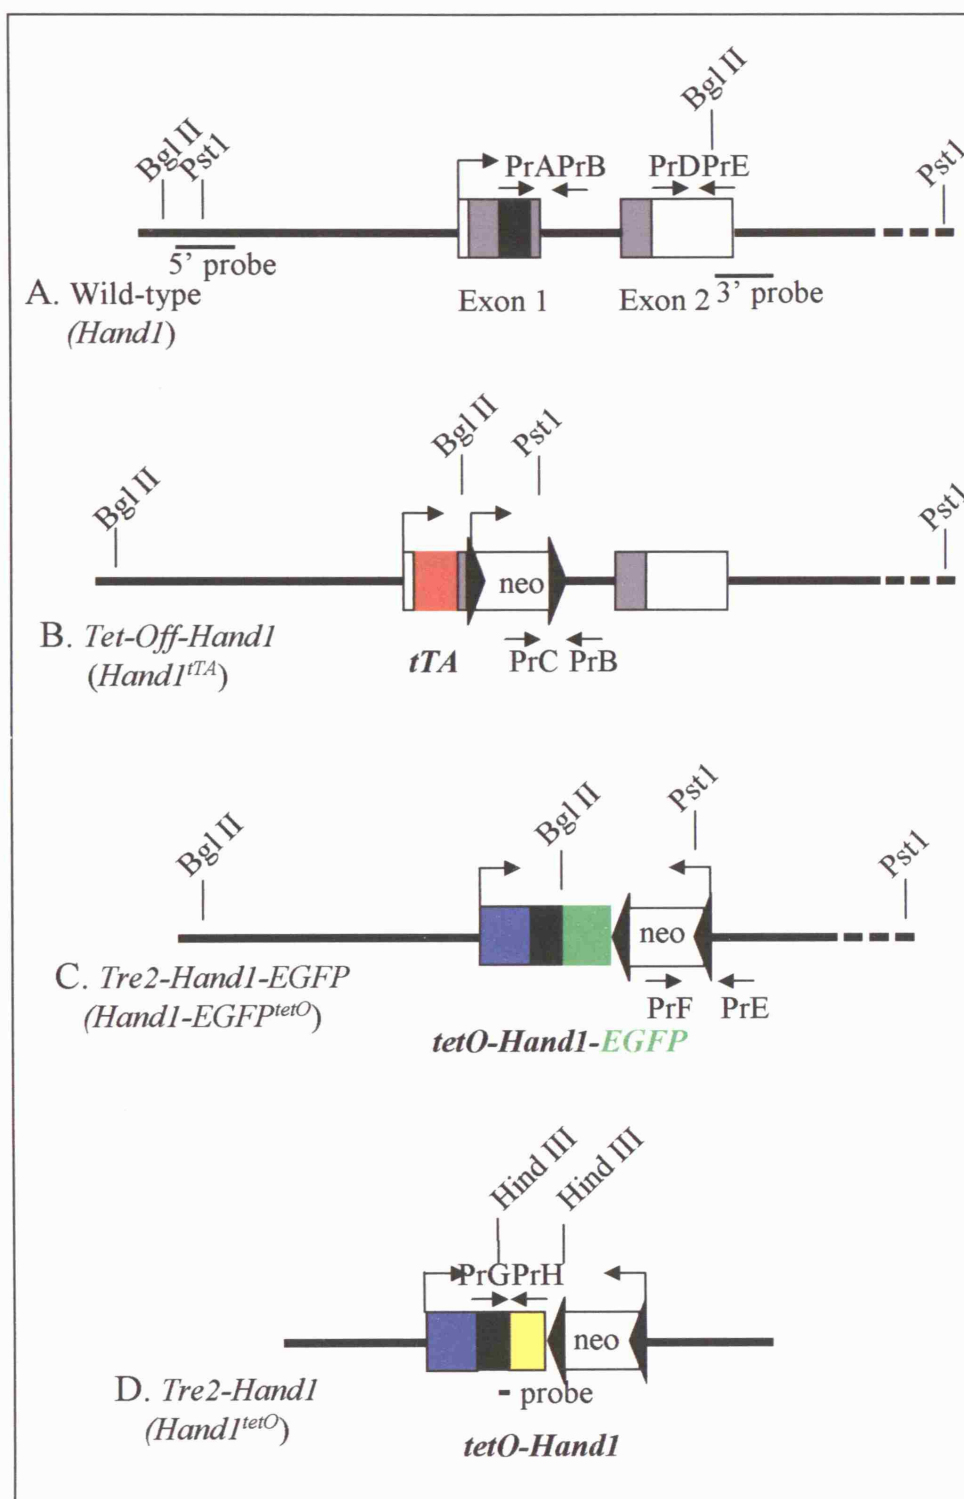 Bgl II
Pst1
Bgl II
Pst1
PrAPrB
PrDPrE
5' probe
A. Wild-type
(Hand1)
Exon 1
Exon 2
3' probe
Bgl II
Bgl II
Pst1
Pst1
neo
B. Tet-Off-Hand1
(Hand1tTA)
tTA
PrC
PrB
Bgl II
Bgl II
Pst1
Pst1
neo
C. Tre2-Hand1-EGFP
(Hand1-EGFPtetO)
PrF
PrE
tetO-Hand1-EGFP
Hind III
Hind III
PrGPrH
neo
probe
D. Tre2-Hand1
(Hand1tetO)
tetO-Hand1